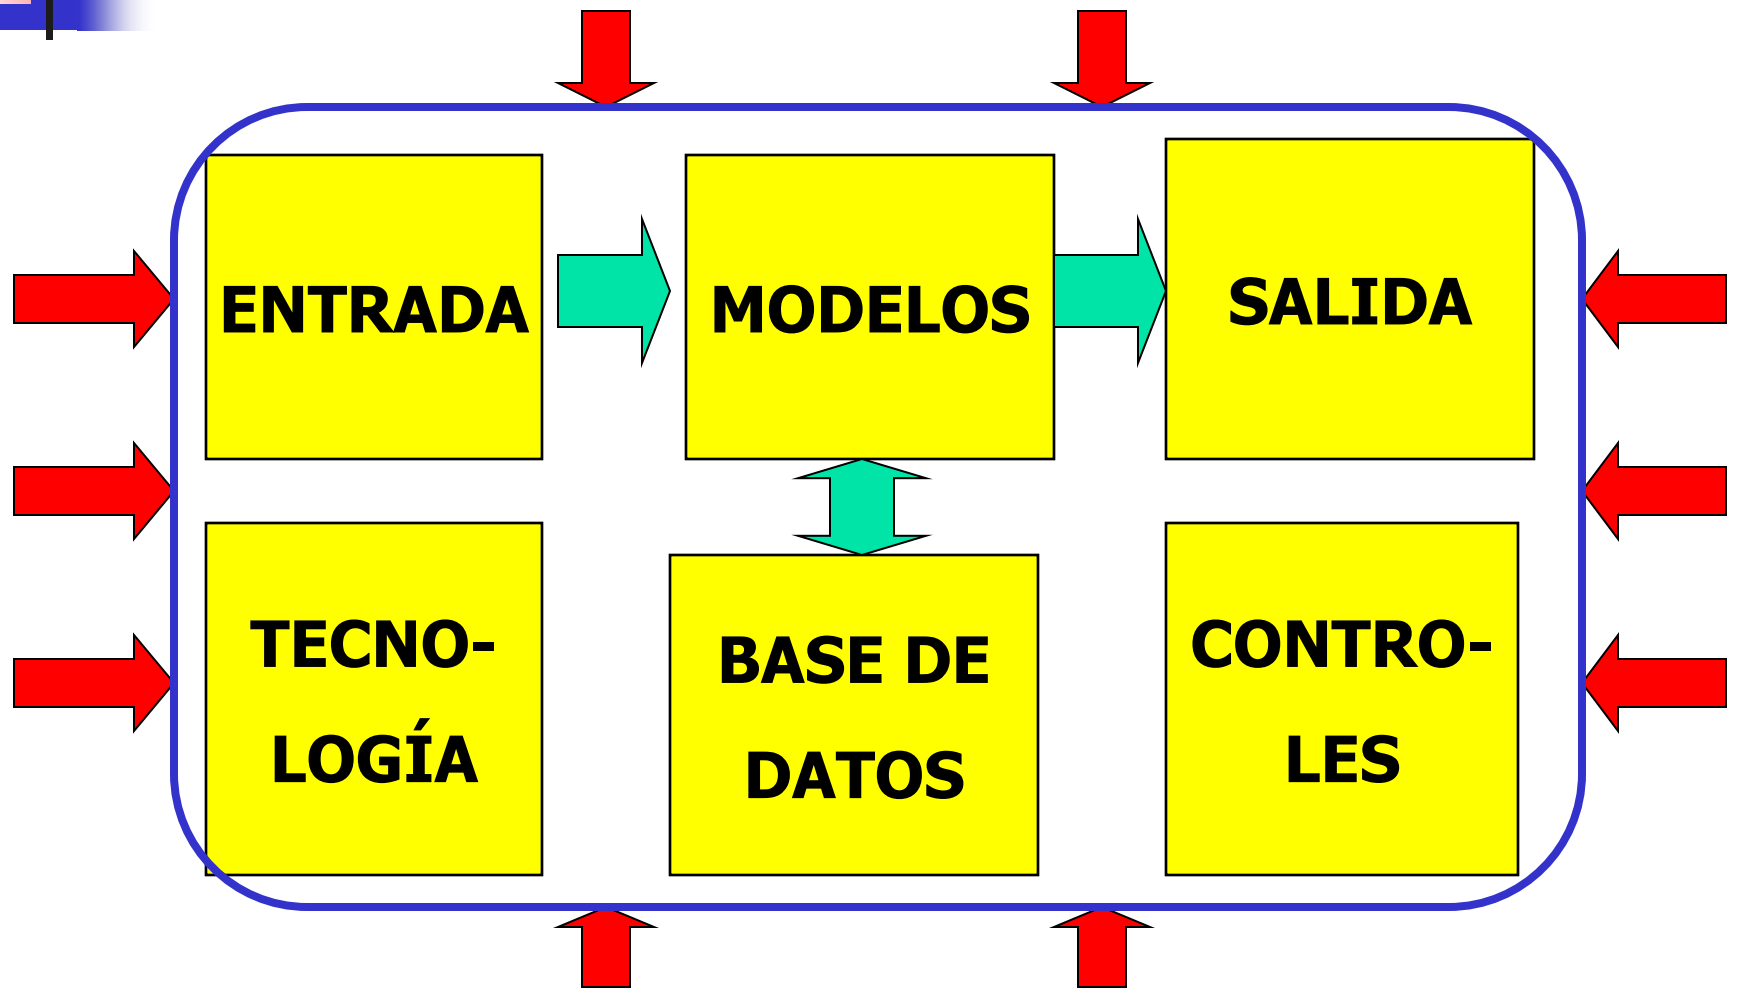 ENTRADA
MODELOS
SALIDA
TECNO-
LOGÍA
BASE DE
DATOS
CONTRO-
LES